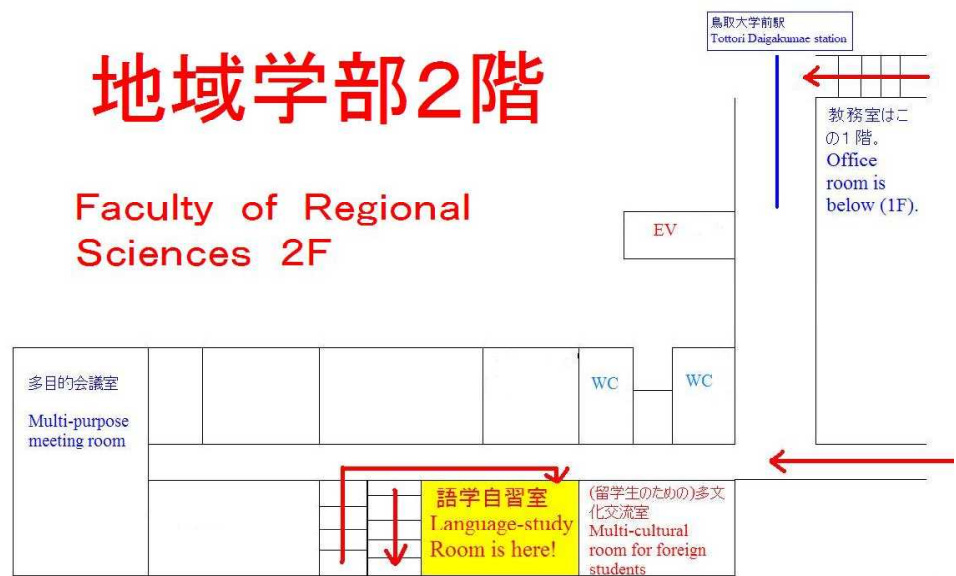 鳥取大学前駅
Tottori Daigakumae station
地域学部2階
Faculty of Regional
Sciences 2F
教務室はこ
の1階。
Office
room is
below (1F).
EV
多目的会議室
Multi-purpose
meeting room
WC
WC
語学自習室
Language-study
Room is here!
(留学生のための)多文
化交流室
Multi-cultural
room for foreign
students